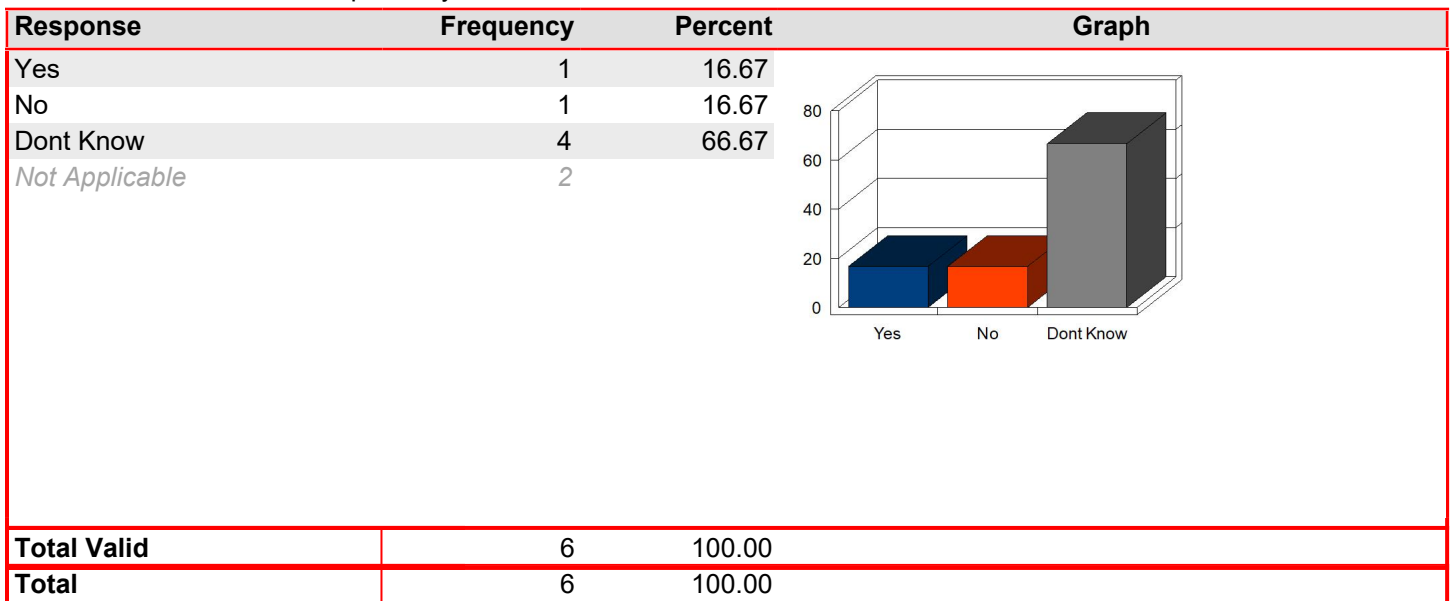 Response Frequency Percent Graph
Yes 1 16.67
No 1 16.67
Dont Know 4 66.67
Not Applicable 2
80
60
40
20
0
Yes No Dont Know
Total Valid 6 100.00
Total 6 100.00